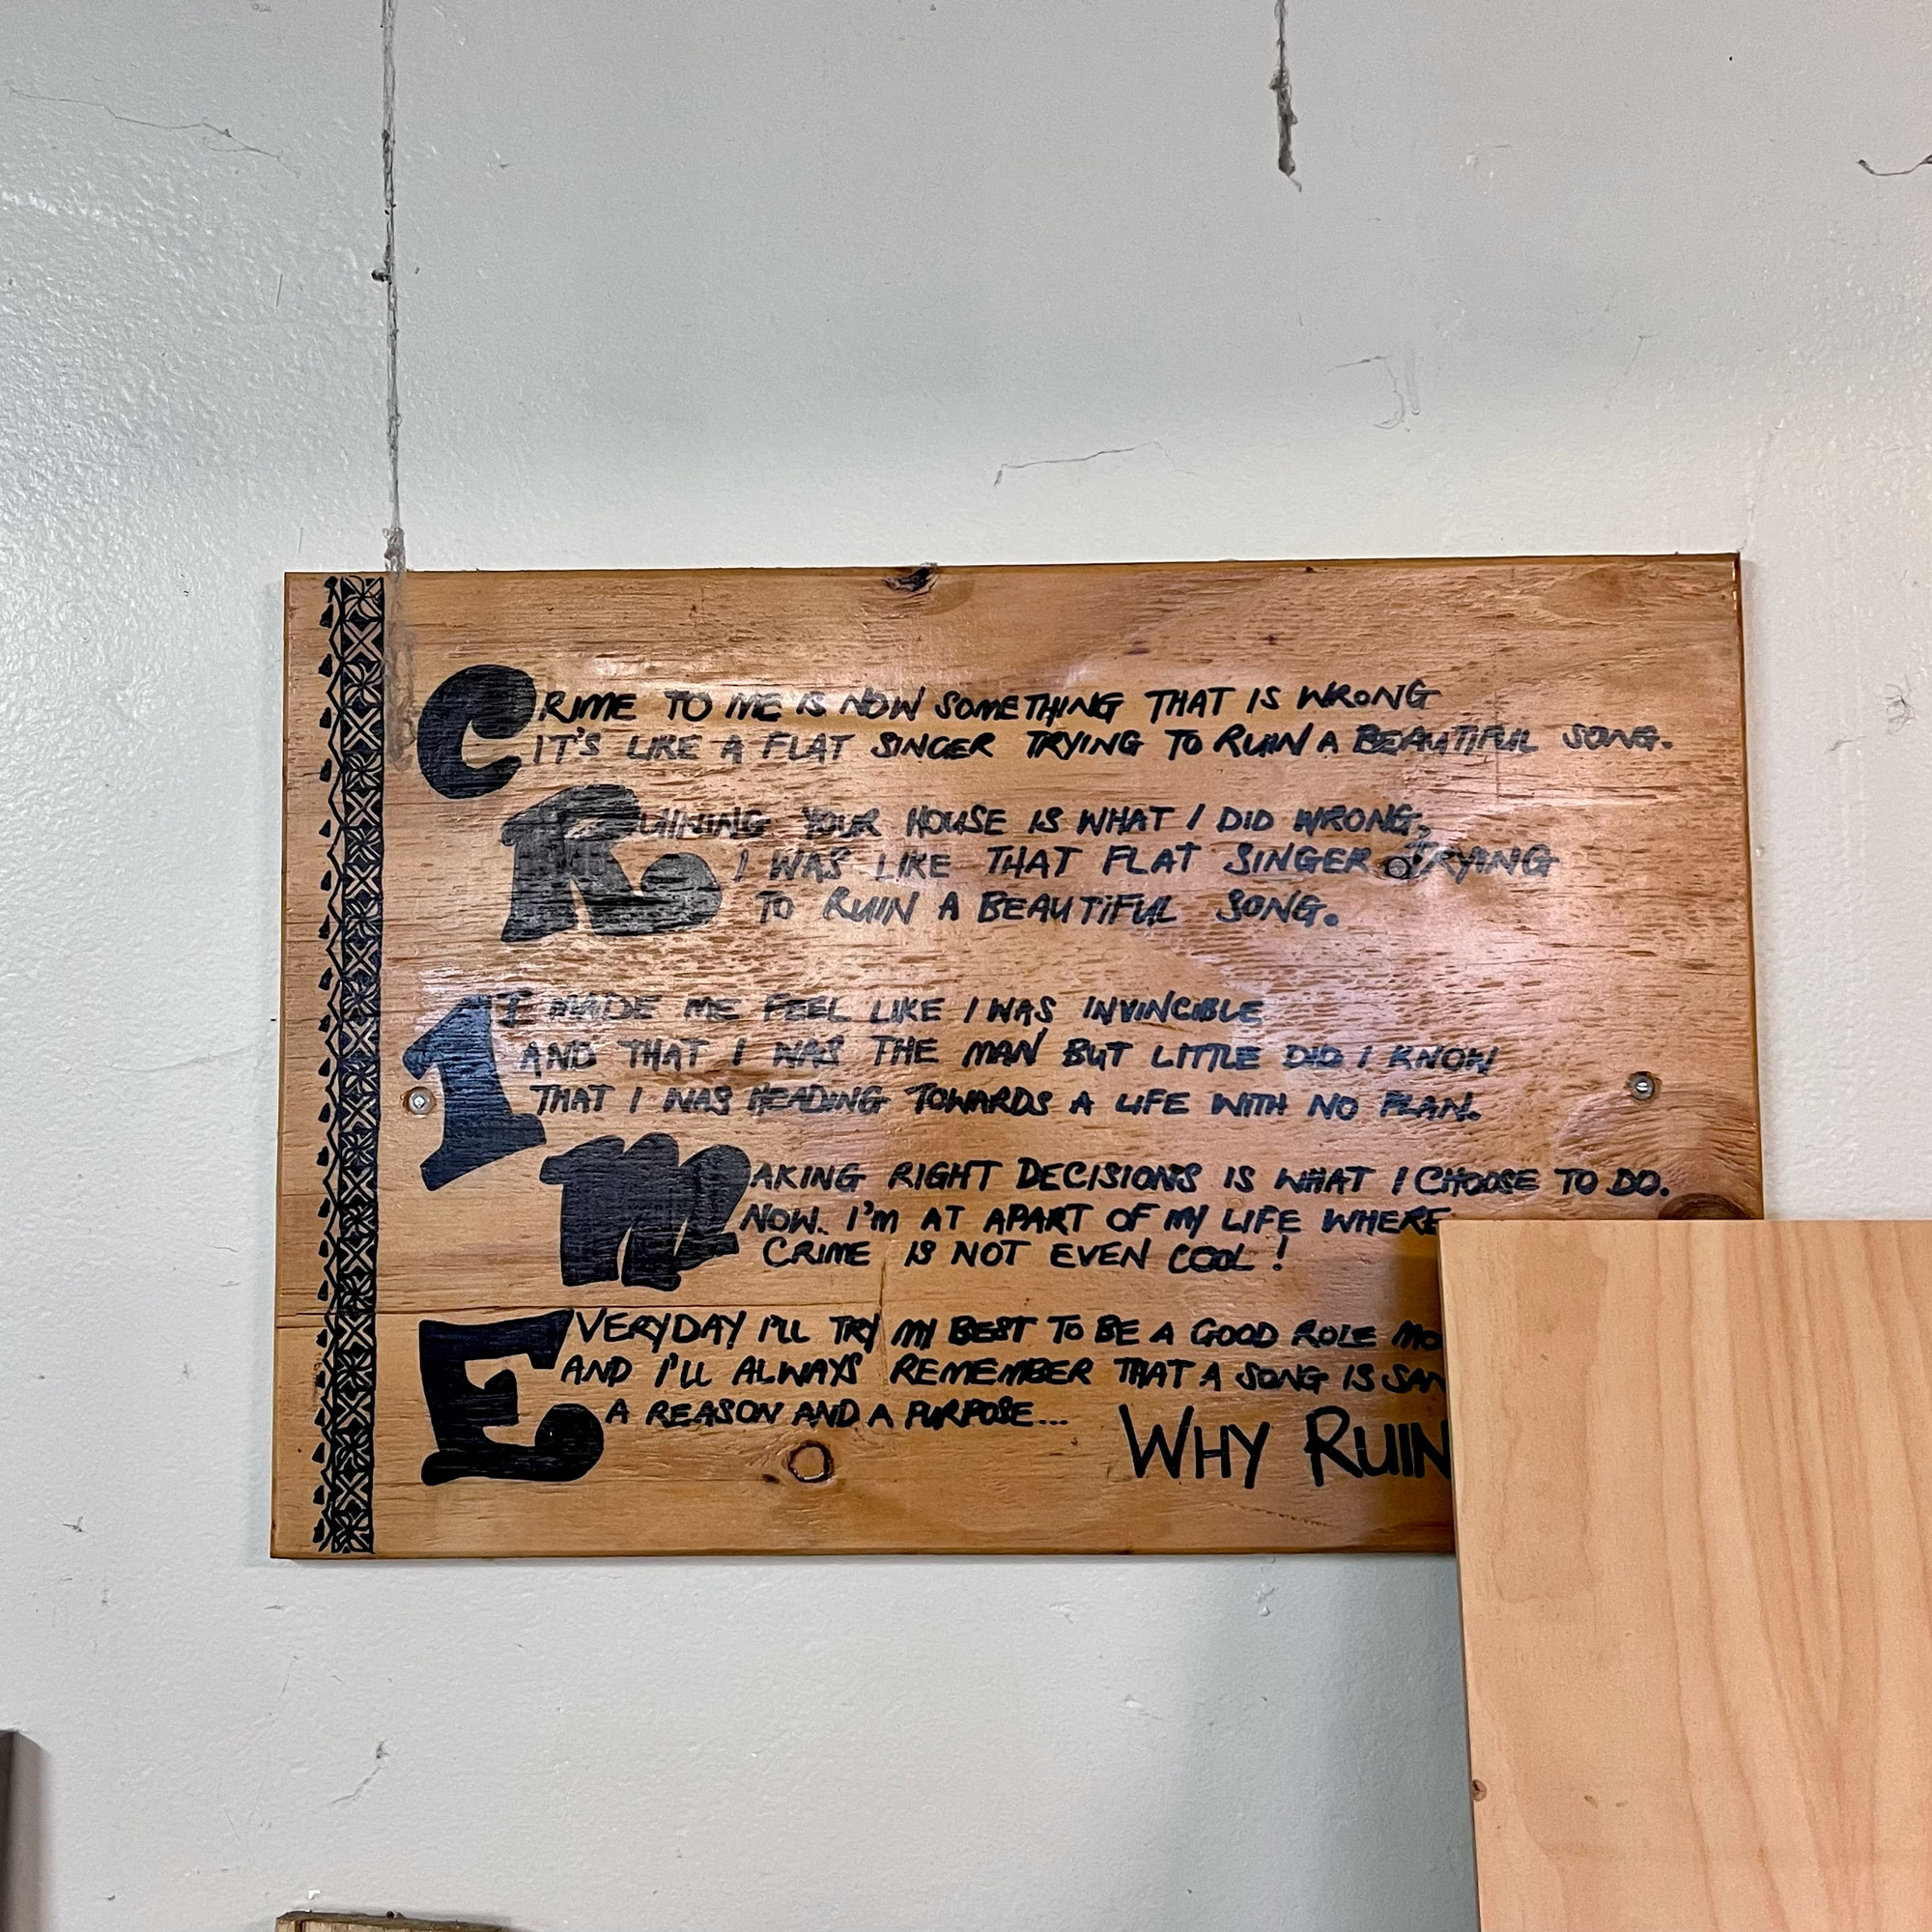 CRIME TO ME IS NOW SOMETHING THAT IS WRONG
IT'S LIKE A FLAT SINGER TRYING TO RUIN A BEAUTIFUL SONG.
RUINING YOUR HOUSE IS WHAT I DID WRONG,
I WAS LIKE THAT FLAT SINGER TRYING
TO RUIN A BEAUTIFUL SONG.
IT MADE ME FEEL LIKE I WAS INVINCIBLE
AND THAT I WAS THE MAN BUT LITTLE DID I KNOW
THAT I WAS HEADING TOWARDS A LIFE WITH NO PLAN.
MAKING RIGHT DECISIONS IS WHAT I CHOOSE TO DO.
NOW. I'M AT APART OF MY LIFE WHERE
CRIME IS NOT EVEN COOL!
EVERYDAY I'LL TRY MY BEST TO BE A GOOD ROLE MO
AND I'LL ALWAYS REMEMBER THAT A SONG IS SAN
A REASON AND A PURPOSE...
WHY RUIN